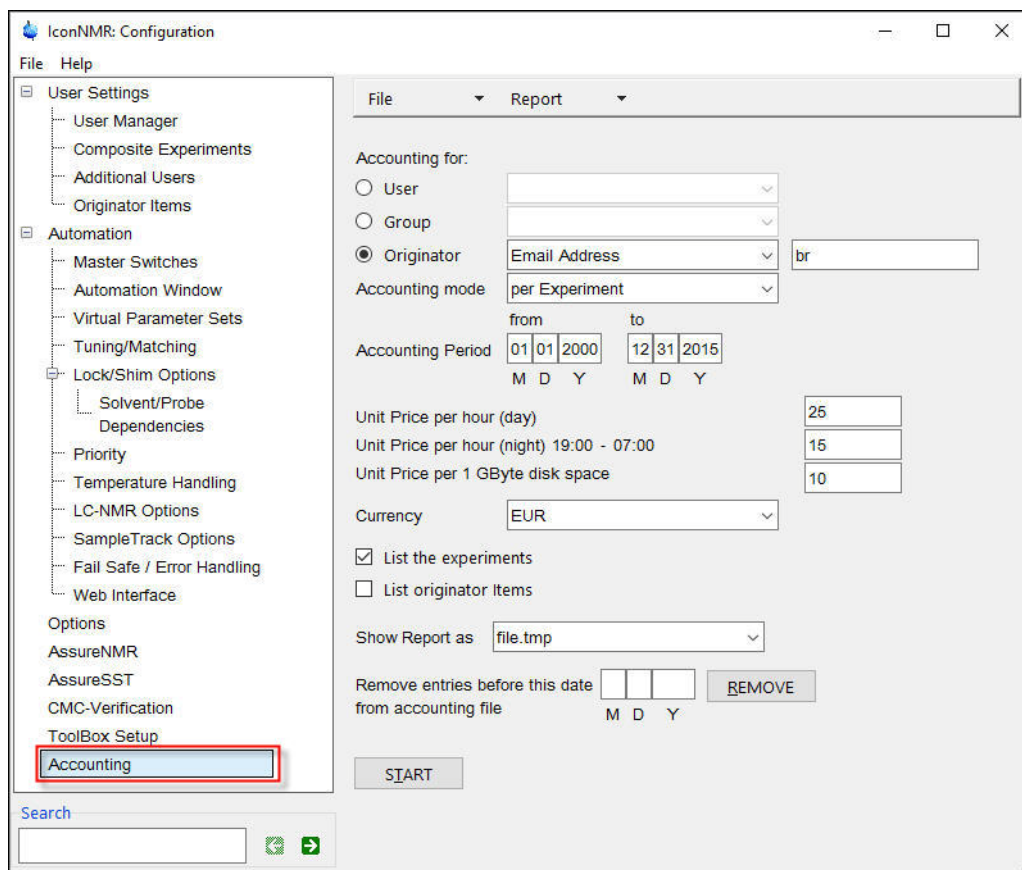 IconNMR: Configuration
File Help
User Settings
User Manager
Composite Experiments
Additional Users
Originator Items
Automation
Master Switches
Automation Window
Virtual Parameter Sets
Tuning/Matching
Lock/Shim Options
Solvent/Probe
Dependencies
Priority
Temperature Handling
LC-NMR Options
SampleTrack Options
Fail Safe / Error Handling
Web Interface
Options
AssureNMR
AssureSST
CMC-Verification
ToolBox Setup
Accounting
Search
File Report
Accounting for:
User
Group
Originator Email Address br
Accounting mode per Experiment
from to
Accounting Period 01 01 2000 12 31 2015
M D Y M D Y
Unit Price per hour (day) 25
Unit Price per hour (night) 19:00 - 07:00 15
Unit Price per 1 GByte disk space 10
Currency EUR
List the experiments
List originator Items
Show Report as file.tmp
Remove entries before this date REMOVE
from accounting file M D Y
START